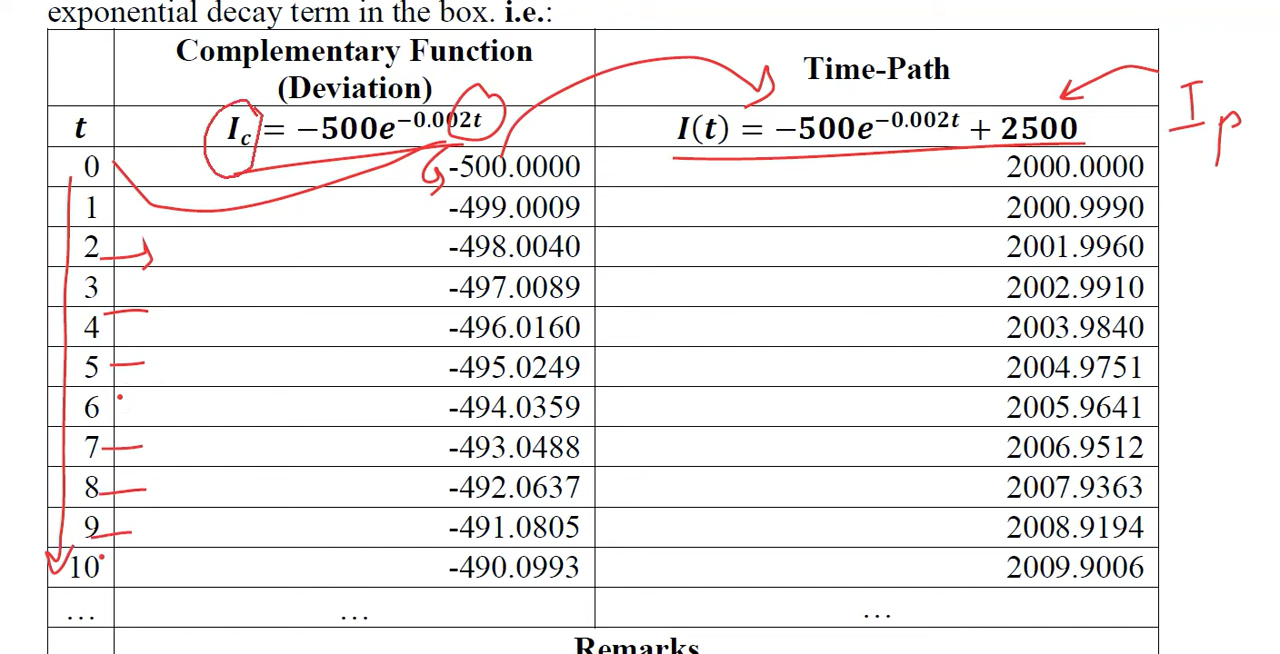 exponential decay term in the box. i.e.:
Complementary Function
(Deviation)
Time-Path
t
I_c = −500e^{−0.002t}
I(t) = −500e^{−0.002t} + 2500
I_p
0 -500.0000 2000.0000
1 -499.0009 2000.9990
2 -498.0040 2001.9960
3 -497.0089 2002.9910
4 -496.0160 2003.9840
5 -495.0249 2004.9751
6 -494.0359 2005.9641
7 -493.0488 2006.9512
8 -492.0637 2007.9363
9 -491.0805 2008.9194
10 -490.0993 2009.9006
… … …
Remarks